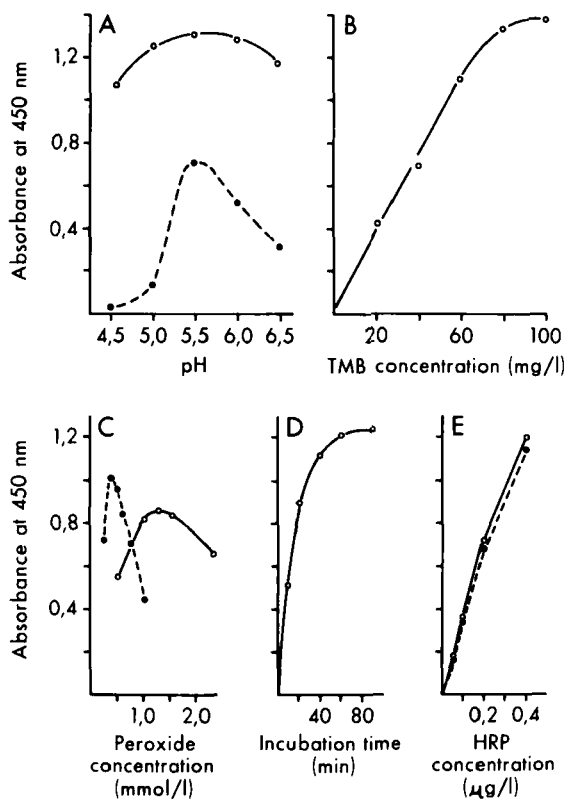 A
B
Absorbance at 450 nm
1,2
0,8
0,4
4,5 5,0 5,5 6,0 6,5
pH
20 40 60 80 100
TMB concentration (mg/l)
C
D
E
Absorbance at 450 nm
1,2
0,8
0,4
1,0 2,0
Peroxide
concentration
(mmol/l)
40 80
Incubation time
(min)
0,2 0,4
HRP
concentration
(µg/l)